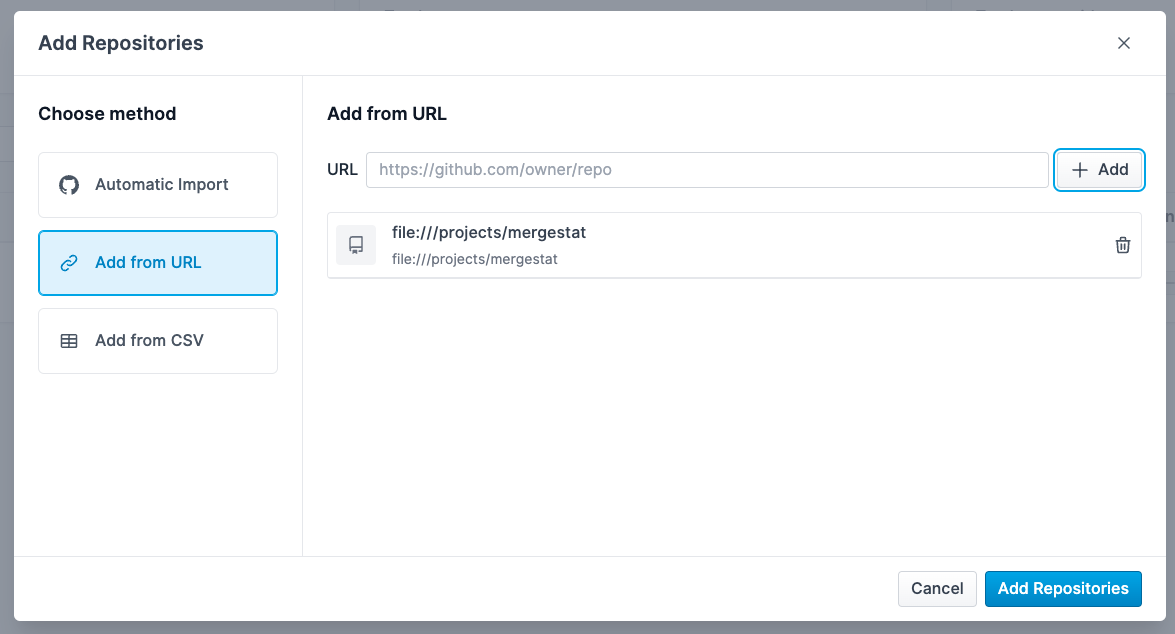 Add Repositories
Choose method
Automatic Import
Add from URL
Add from CSV
Add from URL
URL https://github.com/owner/repo Add
file:///projects/mergestat
file:///projects/mergestat
Cancel Add Repositories